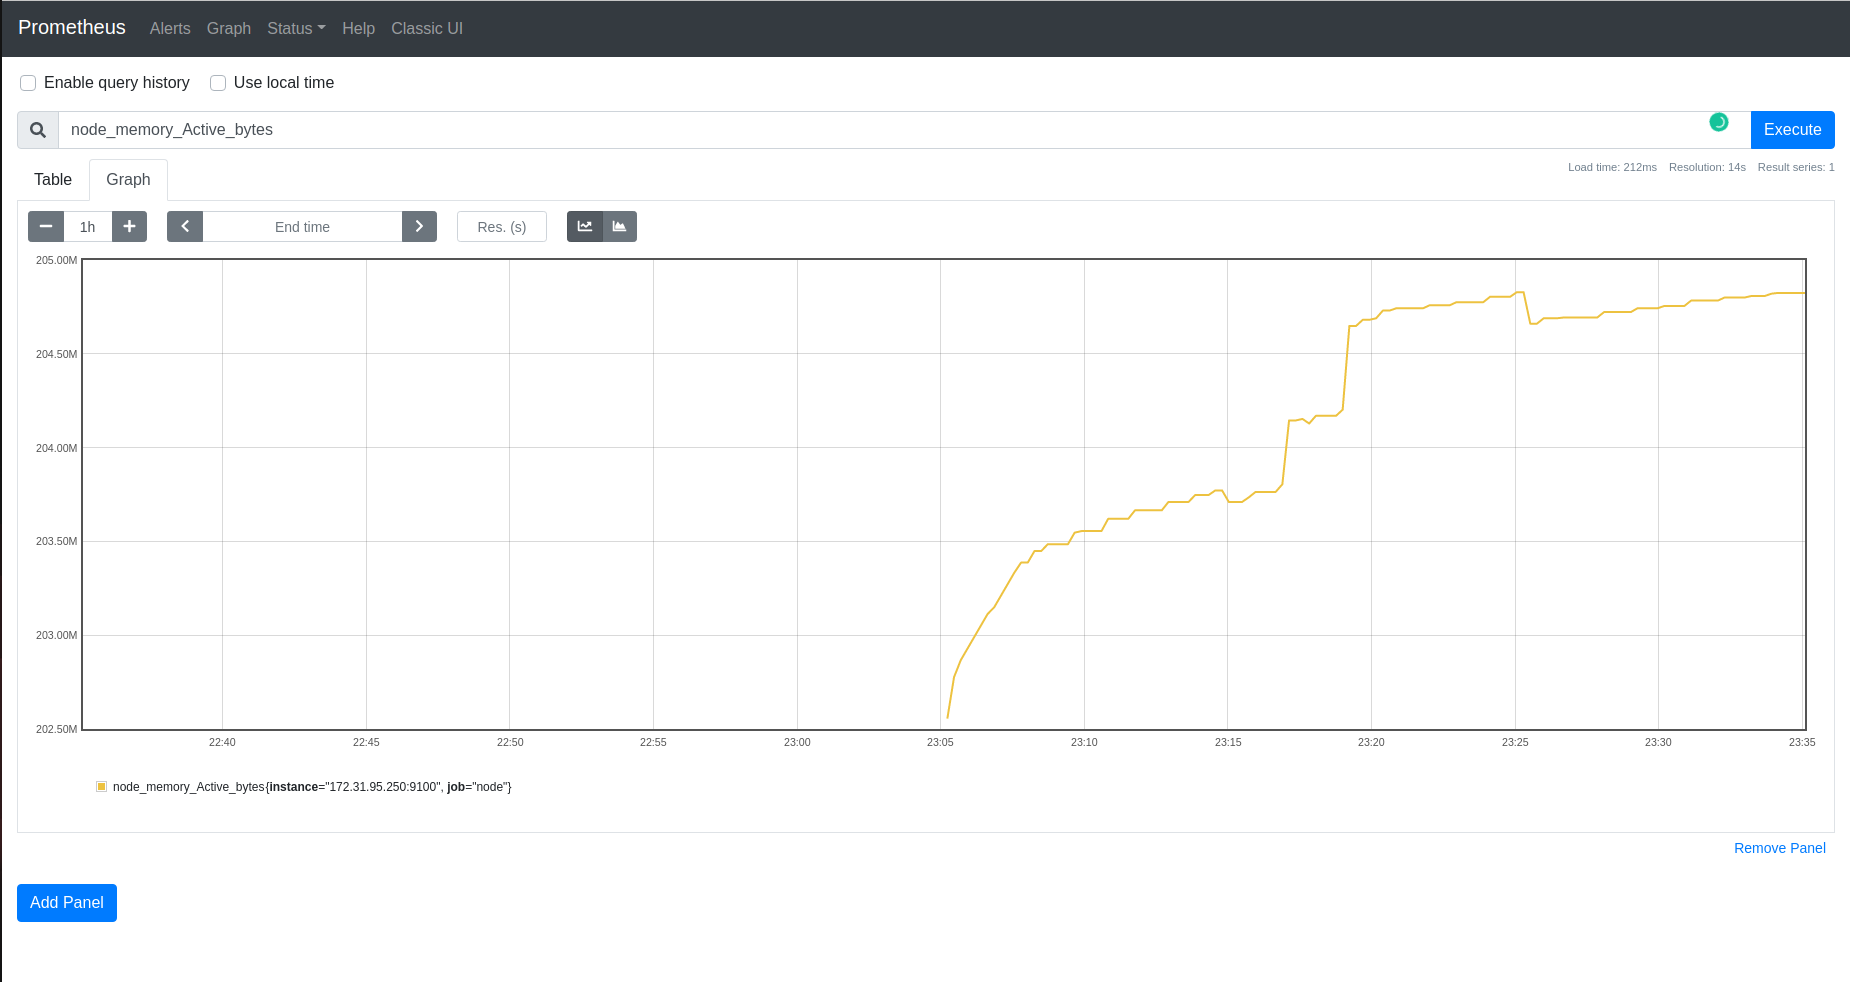 Prometheus Alerts Graph Status Help Classic UI
Enable query history Use local time
node_memory_Active_bytes Execute
Load time: 212ms Resolution: 14s Result series: 1
Table Graph
1h End time Res. (s)
205.00M
204.50M
204.00M
203.50M
203.00M
202.50M
22:40 22:45 22:50 22:55 23:00 23:05 23:10 23:15 23:20 23:25 23:30 23:35
node_memory_Active_bytes{instance="172.31.95.250:9100", job="node"}
Remove Panel
Add Panel